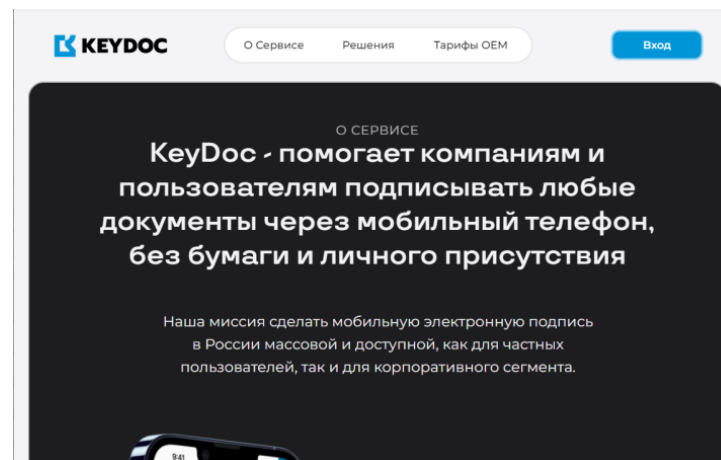 KEYDOC
О Сервисе
Решения
Тарифы OEM
Вход
О СЕРВИСЕ
KeyDoc - помогает компаниям и
пользователям подписывать любые
документы через мобильный телефон,
без бумаги и личного присутствия
Наша миссия сделать мобильную электронную подпись
в России массовой и доступной, как для частных
пользователей, так и для корпоративного сегмента.
9:41